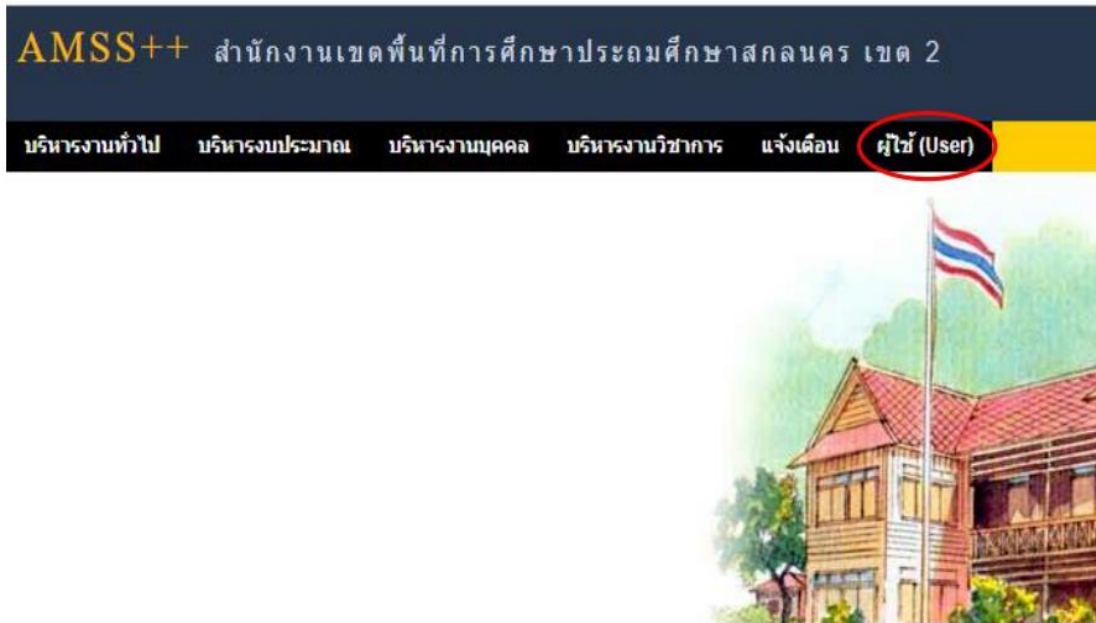 AMSS++ สำนักงานเขตพื้นที่การศึกษาประถมศึกษาสกลนคร เขต 2
บริหารงานทั่วไป บริหารงบประมาณ บริหารงานบุคคล บริหารงานวิชาการ แจ้งเตือน ผู้ใช้ (User)